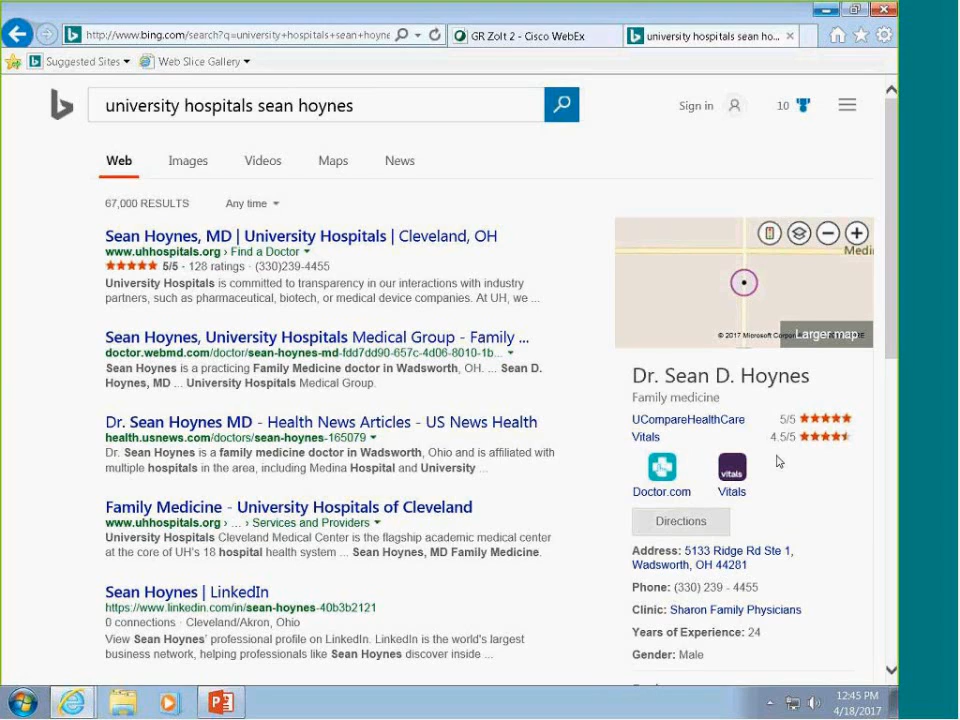 http://www.bing.com/search?q=university+hospitals+sean+hoyne
GR Zolt 2 - Cisco WebEx
university hospitals sean ho...
Suggested Sites
Web Slice Gallery
university hospitals sean hoynes
Sign in
10
Web
Images
Videos
Maps
News
67,000 RESULTS
Any time
Sean Hoynes, MD | University Hospitals | Cleveland, OH
www.uhhospitals.org › Find a Doctor
5/5 · 128 ratings · (330)239-4455
University Hospitals is committed to transparency in our interactions with industry
partners, such as pharmaceutical, biotech, or medical device companies. At UH, we ...
Sean Hoynes, University Hospitals Medical Group - Family ...
doctor.webmd.com/doctor/sean-hoynes-md-fdd7dd90-657c-4d06-8010-1b...
Sean Hoynes is a practicing Family Medicine doctor in Wadsworth, OH. ... Sean D.
Hoynes, MD ... University Hospitals Medical Group.
Dr. Sean Hoynes MD - Health News Articles - US News Health
health.usnews.com/doctors/sean-hoynes-165079
Dr. Sean Hoynes is a family medicine doctor in Wadsworth, Ohio and is affiliated with
multiple hospitals in the area, including Medina Hospital and University ...
Family Medicine - University Hospitals of Cleveland
www.uhhospitals.org › ... › Services and Providers
University Hospitals Cleveland Medical Center is the flagship academic medical center
at the core of UH's 18 hospital health system ... Sean Hoynes, MD Family Medicine.
Sean Hoynes | LinkedIn
https://www.linkedin.com/in/sean-hoynes-40b3b2121
0 connections · Cleveland/Akron, Ohio
View Sean Hoynes' professional profile on LinkedIn. LinkedIn is the world's largest
business network, helping professionals like Sean Hoynes discover inside ...
Medi
© 2017 Microsoft Corpor
Larger map
Dr. Sean D. Hoynes
Family medicine
UCompareHealthCare 5/5
Vitals 4.5/5
vitals
Doctor.com
Vitals
Directions
Address: 5133 Ridge Rd Ste 1,
Wadsworth, OH 44281
Phone: (330) 239 - 4455
Clinic: Sharon Family Physicians
Years of Experience: 24
Gender: Male
12:45 PM
4/18/2017